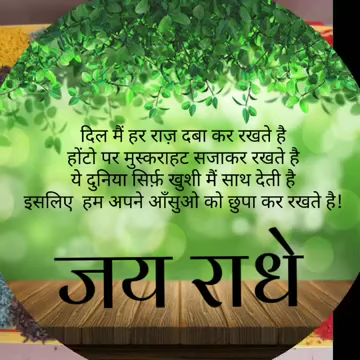 दिल मैं हर राज़ दबा कर रखते है
होंटो पर मुस्कराहट सजाकर रखते है
ये दुनिया सिर्फ़ खुशी मैं साथ देती है
इसलिए हम अपने आँसुओ को छुपा कर रखते है!
जय राधे